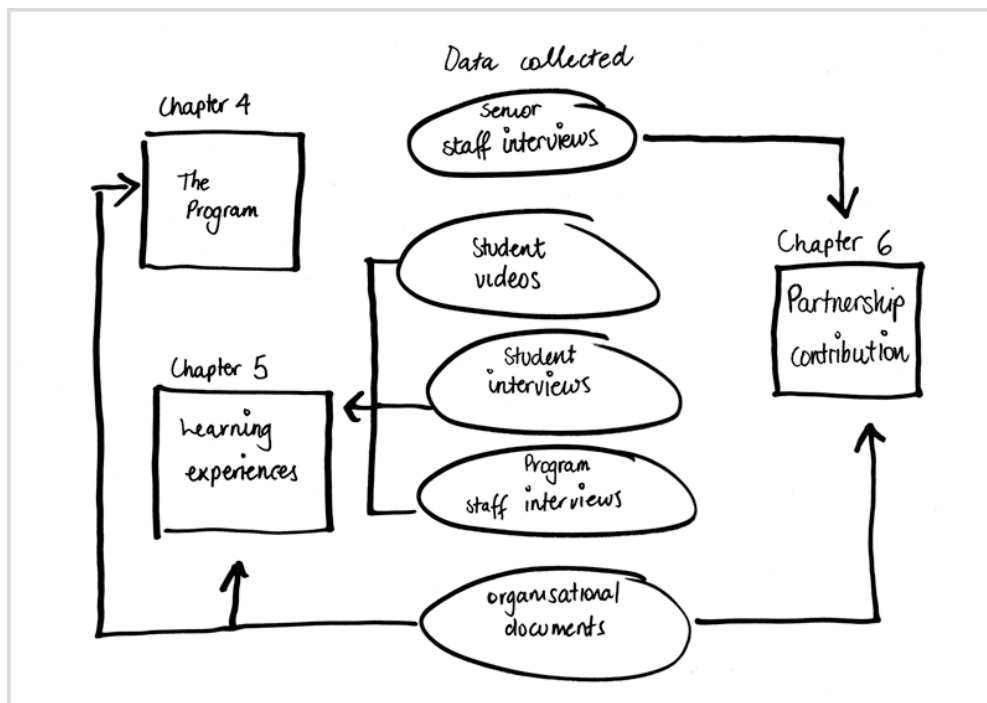 Data collected
Chapter 4
The
Program
Senior
staff interviews
Student
videos
Chapter 6
Partnership
contribution
Student
interviews
Chapter 5
Learning
experiences
Program
staff interviews
organisational
documents